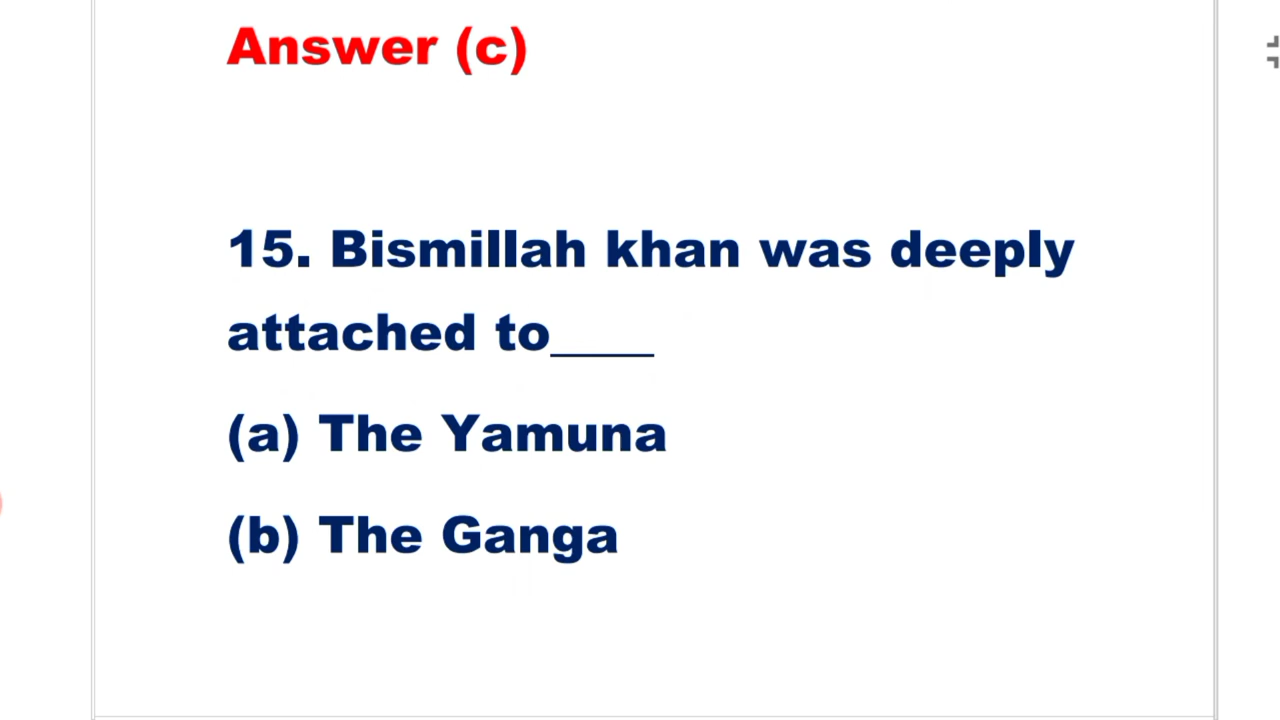 Answer (c)
15. Bismillah khan was deeply
attached to____
(a) The Yamuna
(b) The Ganga